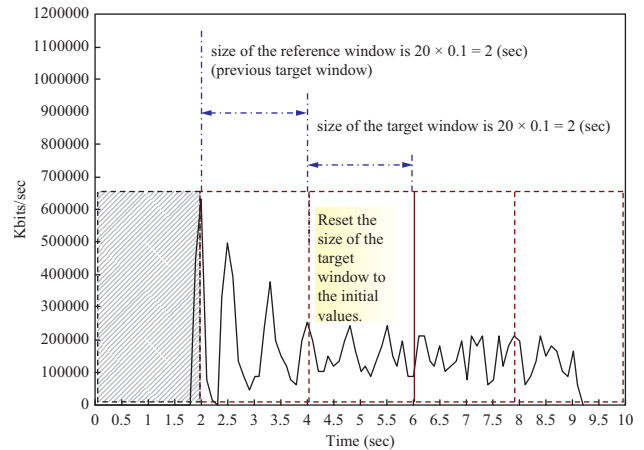 1200000
1100000
1000000
900000
800000
700000
600000
500000
400000
300000
200000
100000
0
Kbits/sec
size of the reference window is 20 × 0.1 = 2 (sec)
(previous target window)
size of the target window is 20 × 0.1 = 2 (sec)
Reset the
size of the
target
window to
the initial
values.
0 0.5 1 1.5 2 2.5 3 3.5 4 4.5 5 5.5 6 6.5 7 7.5 8 8.5 9 9.5 10
Time (sec)